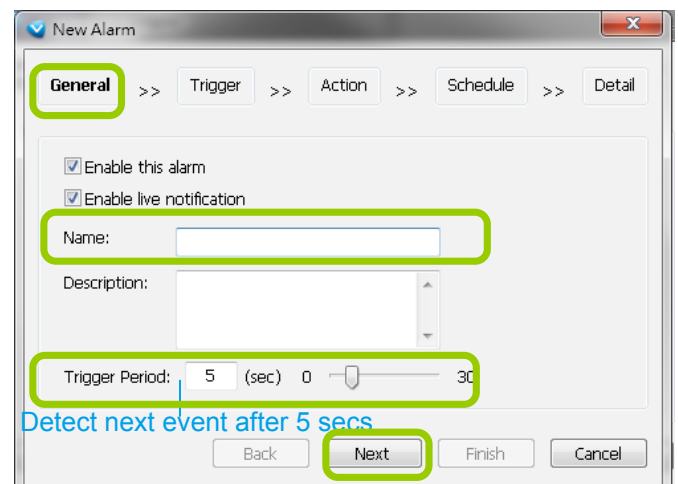 New Alarm
General >> Trigger >> Action >> Schedule >> Detail
Enable this alarm
Enable live notification
Name:
Description:
Trigger Period: 5 (sec) 0 30
Detect next event after 5 secs
Back Next Finish Cancel